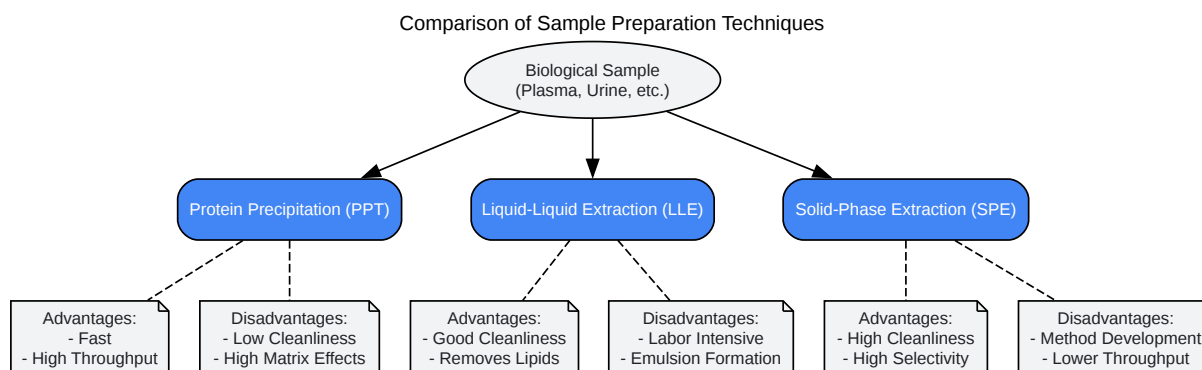 Comparison of Sample Preparation Techniques
Biological Sample
(Plasma, Urine, etc.)
Protein Precipitation (PPT)
Liquid-Liquid Extraction (LLE)
Solid-Phase Extraction (SPE)
Advantages:
- Fast
- High Throughput
Disadvantages:
- Low Cleanliness
- High Matrix Effects
Advantages:
- Good Cleanliness
- Removes Lipids
Disadvantages:
- Labor Intensive
- Emulsion Formation
Advantages:
- High Cleanliness
- High Selectivity
Disadvantages:
- Method Development
- Lower Throughput